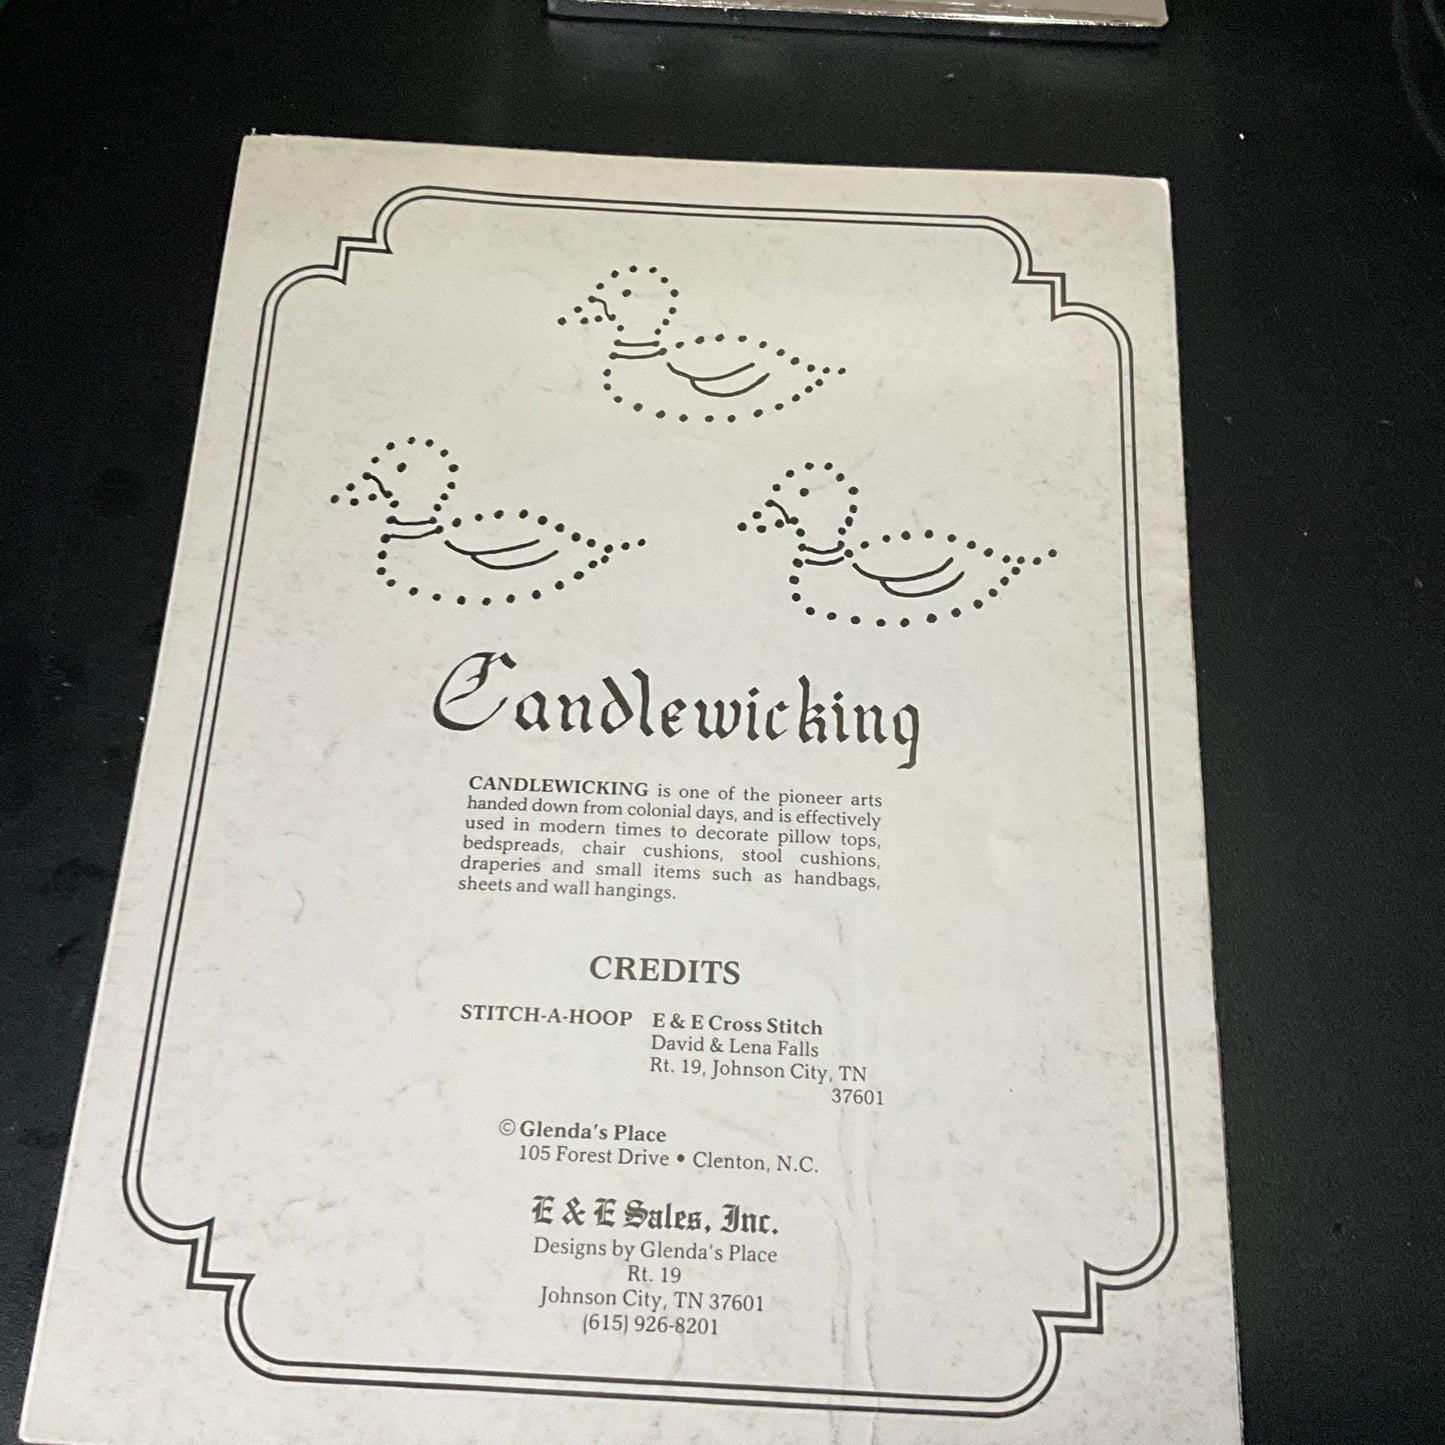 Candlewicking
CANDLEWICKING is one of the pioneer arts
handed down from colonial days, and is effectively
used in modern times to decorate pillow tops,
bedspreads, chair cushions, stool cushions,
draperies and small items such as handbags,
sheets and wall hangings.
CREDITS
STITCH-A-HOOP E & E Cross Stitch
David & Lena Falls
Rt. 19, Johnson City, TN
37601
© Glenda's Place
105 Forest Drive • Clenton, N.C.
E & E Sales, Inc.
Designs by Glenda's Place
Rt. 19
Johnson City, TN 37601
(615) 926-8201